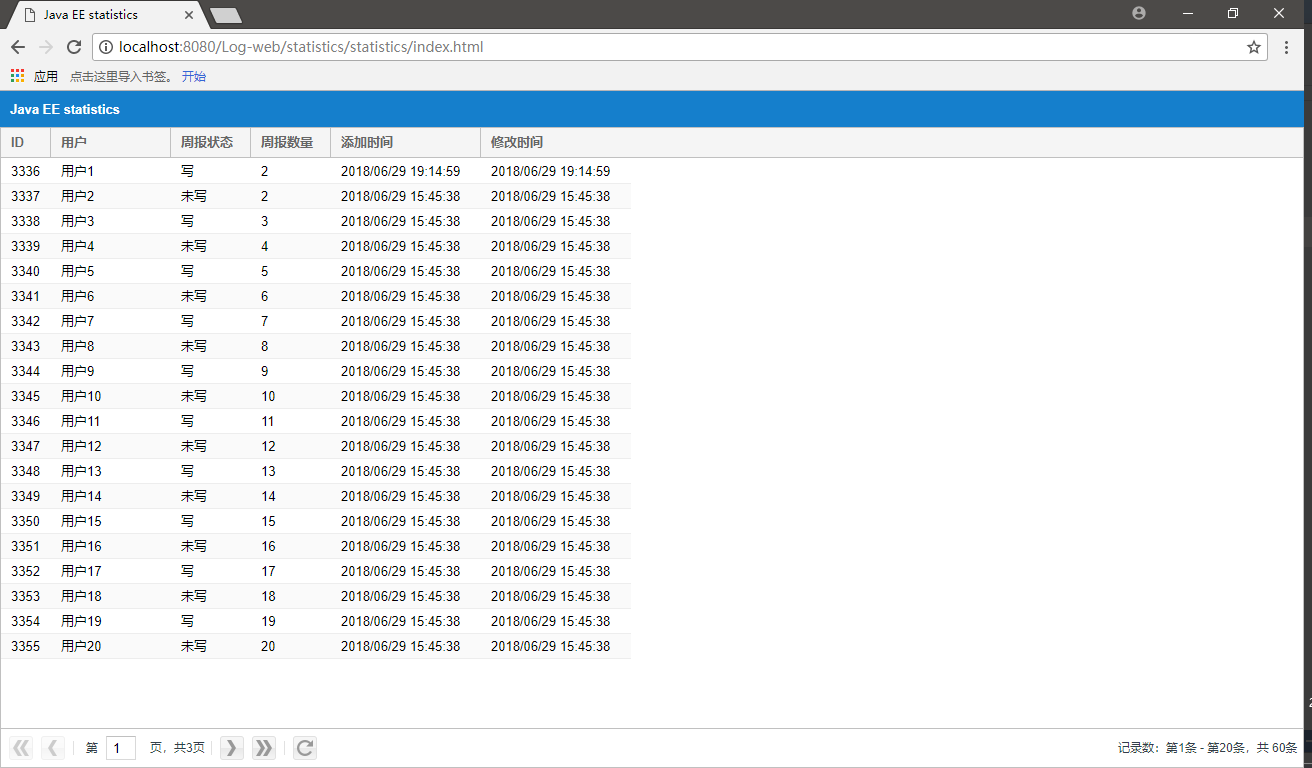 Java EE statistics
localhost:8080/Log-web/statistics/statistics/index.html
应用 点击这里导入书签。 开始
Java EE statistics
ID 用户 周报状态 周报数量 添加时间 修改时间
3336 用户1 写 2 2018/06/29 19:14:59 2018/06/29 19:14:59
3337 用户2 未写 2 2018/06/29 15:45:38 2018/06/29 15:45:38
3338 用户3 写 3 2018/06/29 15:45:38 2018/06/29 15:45:38
3339 用户4 未写 4 2018/06/29 15:45:38 2018/06/29 15:45:38
3340 用户5 写 5 2018/06/29 15:45:38 2018/06/29 15:45:38
3341 用户6 未写 6 2018/06/29 15:45:38 2018/06/29 15:45:38
3342 用户7 写 7 2018/06/29 15:45:38 2018/06/29 15:45:38
3343 用户8 未写 8 2018/06/29 15:45:38 2018/06/29 15:45:38
3344 用户9 写 9 2018/06/29 15:45:38 2018/06/29 15:45:38
3345 用户10 未写 10 2018/06/29 15:45:38 2018/06/29 15:45:38
3346 用户11 写 11 2018/06/29 15:45:38 2018/06/29 15:45:38
3347 用户12 未写 12 2018/06/29 15:45:38 2018/06/29 15:45:38
3348 用户13 写 13 2018/06/29 15:45:38 2018/06/29 15:45:38
3349 用户14 未写 14 2018/06/29 15:45:38 2018/06/29 15:45:38
3350 用户15 写 15 2018/06/29 15:45:38 2018/06/29 15:45:38
3351 用户16 未写 16 2018/06/29 15:45:38 2018/06/29 15:45:38
3352 用户17 写 17 2018/06/29 15:45:38 2018/06/29 15:45:38
3353 用户18 未写 18 2018/06/29 15:45:38 2018/06/29 15:45:38
3354 用户19 写 19 2018/06/29 15:45:38 2018/06/29 15:45:38
3355 用户20 未写 20 2018/06/29 15:45:38 2018/06/29 15:45:38
第 1 页，共3页 记录数：第1条 - 第20条，共 60条